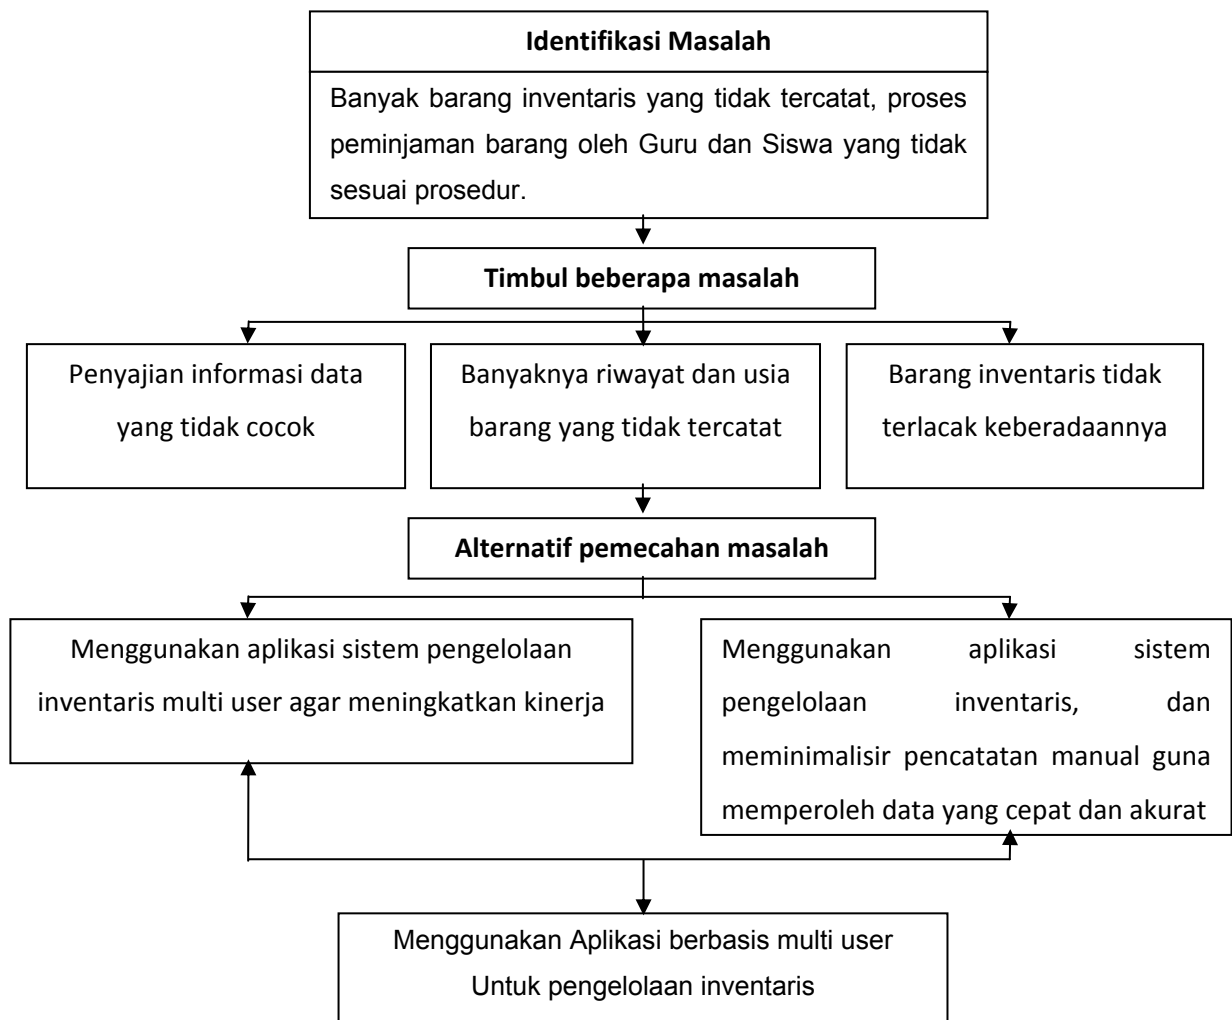 Identifikasi Masalah
Banyak barang inventaris yang tidak tercatat, proses
peminjaman barang oleh Guru dan Siswa yang tidak
sesuai prosedur.
Timbul beberapa masalah
Penyajian informasi data
yang tidak cocok
Banyaknya riwayat dan usia
barang yang tidak tercatat
Barang inventaris tidak
terlacak keberadaannya
Alternatif pemecahan masalah
Menggunakan aplikasi sistem pengelolaan
inventaris multi user agar meningkatkan kinerja
Menggunakan aplikasi sistem
pengelolaan inventaris, dan
meminimalisir pencatatan manual guna
memperoleh data yang cepat dan akurat
Menggunakan Aplikasi berbasis multi user
Untuk pengelolaan inventaris